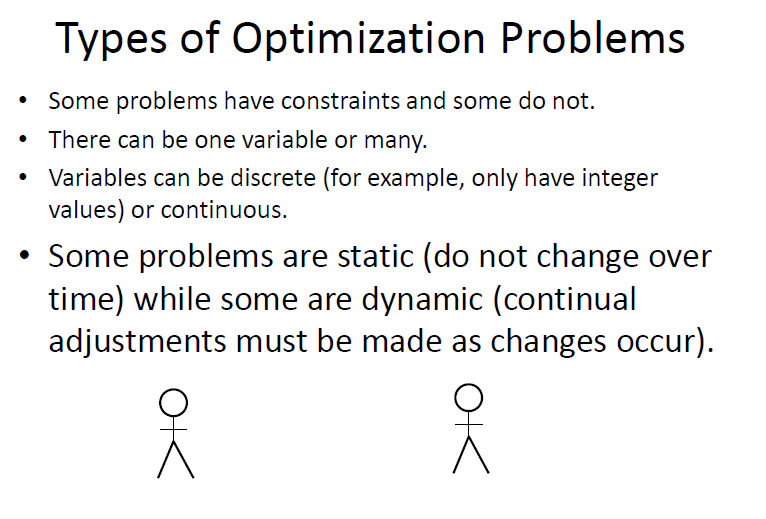 Types of Optimization Problems
• Some problems have constraints and some do not.
• There can be one variable or many.
• Variables can be discrete (for example, only have integer
values) or continuous.
• Some problems are static (do not change over
time) while some are dynamic (continual
adjustments must be made as changes occur).